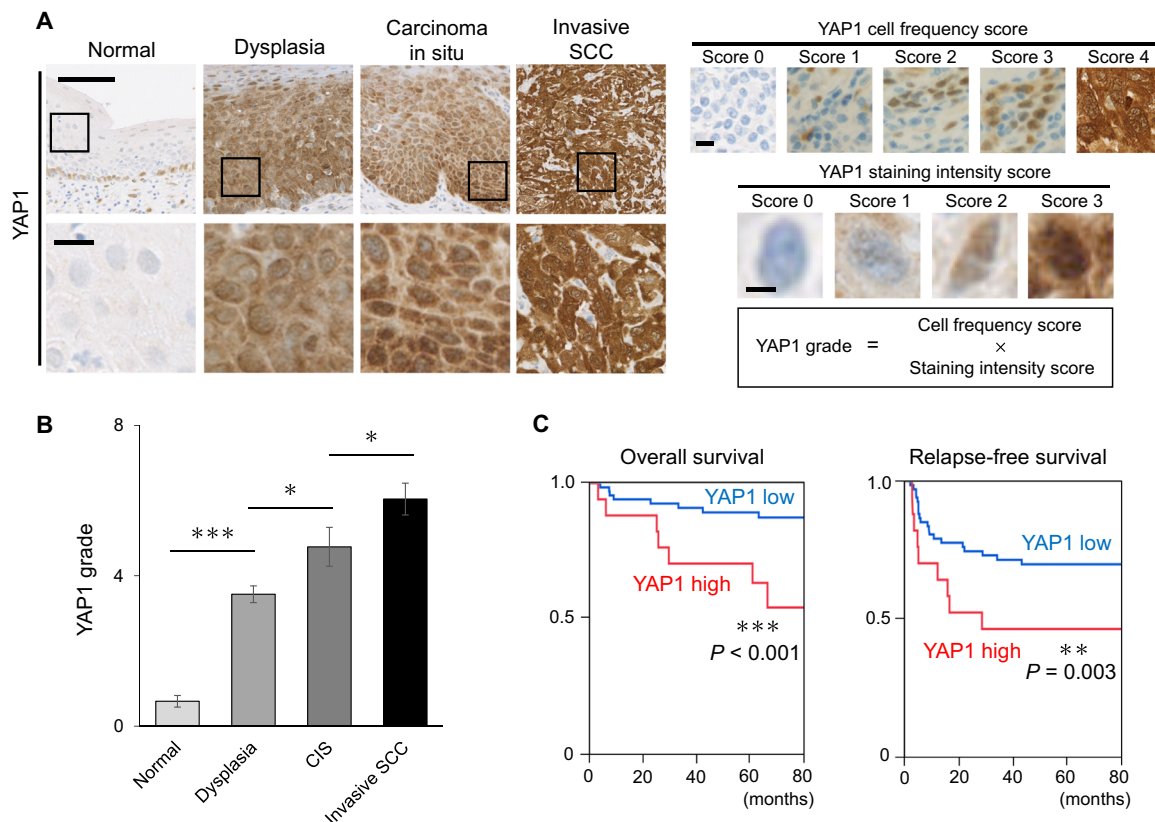 A
Normal
Dysplasia
Carcinoma
in situ
Invasive
SCC
YAP1
YAP1 cell frequency score
Score 0 Score 1 Score 2 Score 3 Score 4
YAP1 staining intensity score
Score 0 Score 1 Score 2 Score 3
YAP1 grade = Cell frequency score
×
Staining intensity score
B
YAP1 grade
8
4
0
***
*
*
Normal
Dysplasia
CIS
Invasive SCC
C
Overall survival
1.0
0.5
0
YAP1 low
YAP1 high
***
P < 0.001
0 20 40 60 80
(months)
Relapse-free survival
1.0
0.5
0
YAP1 low
YAP1 high
**
P = 0.003
0 20 40 60 80
(months)